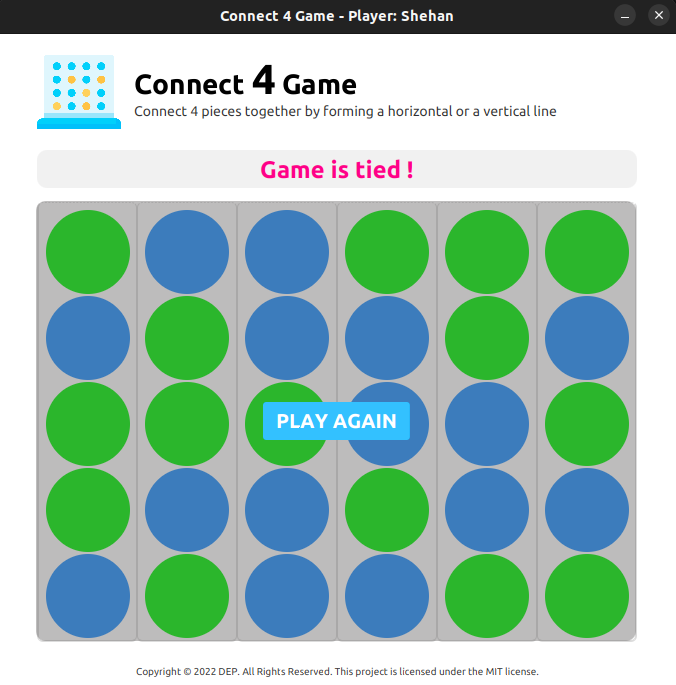 Connect 4 Game - Player: Shehan
Connect 4 Game
Connect 4 pieces together by forming a horizontal or a vertical line
Game is tied !
PLAY AGAIN
Copyright © 2022 DEP. All Rights Reserved. This project is licensed under the MIT license.